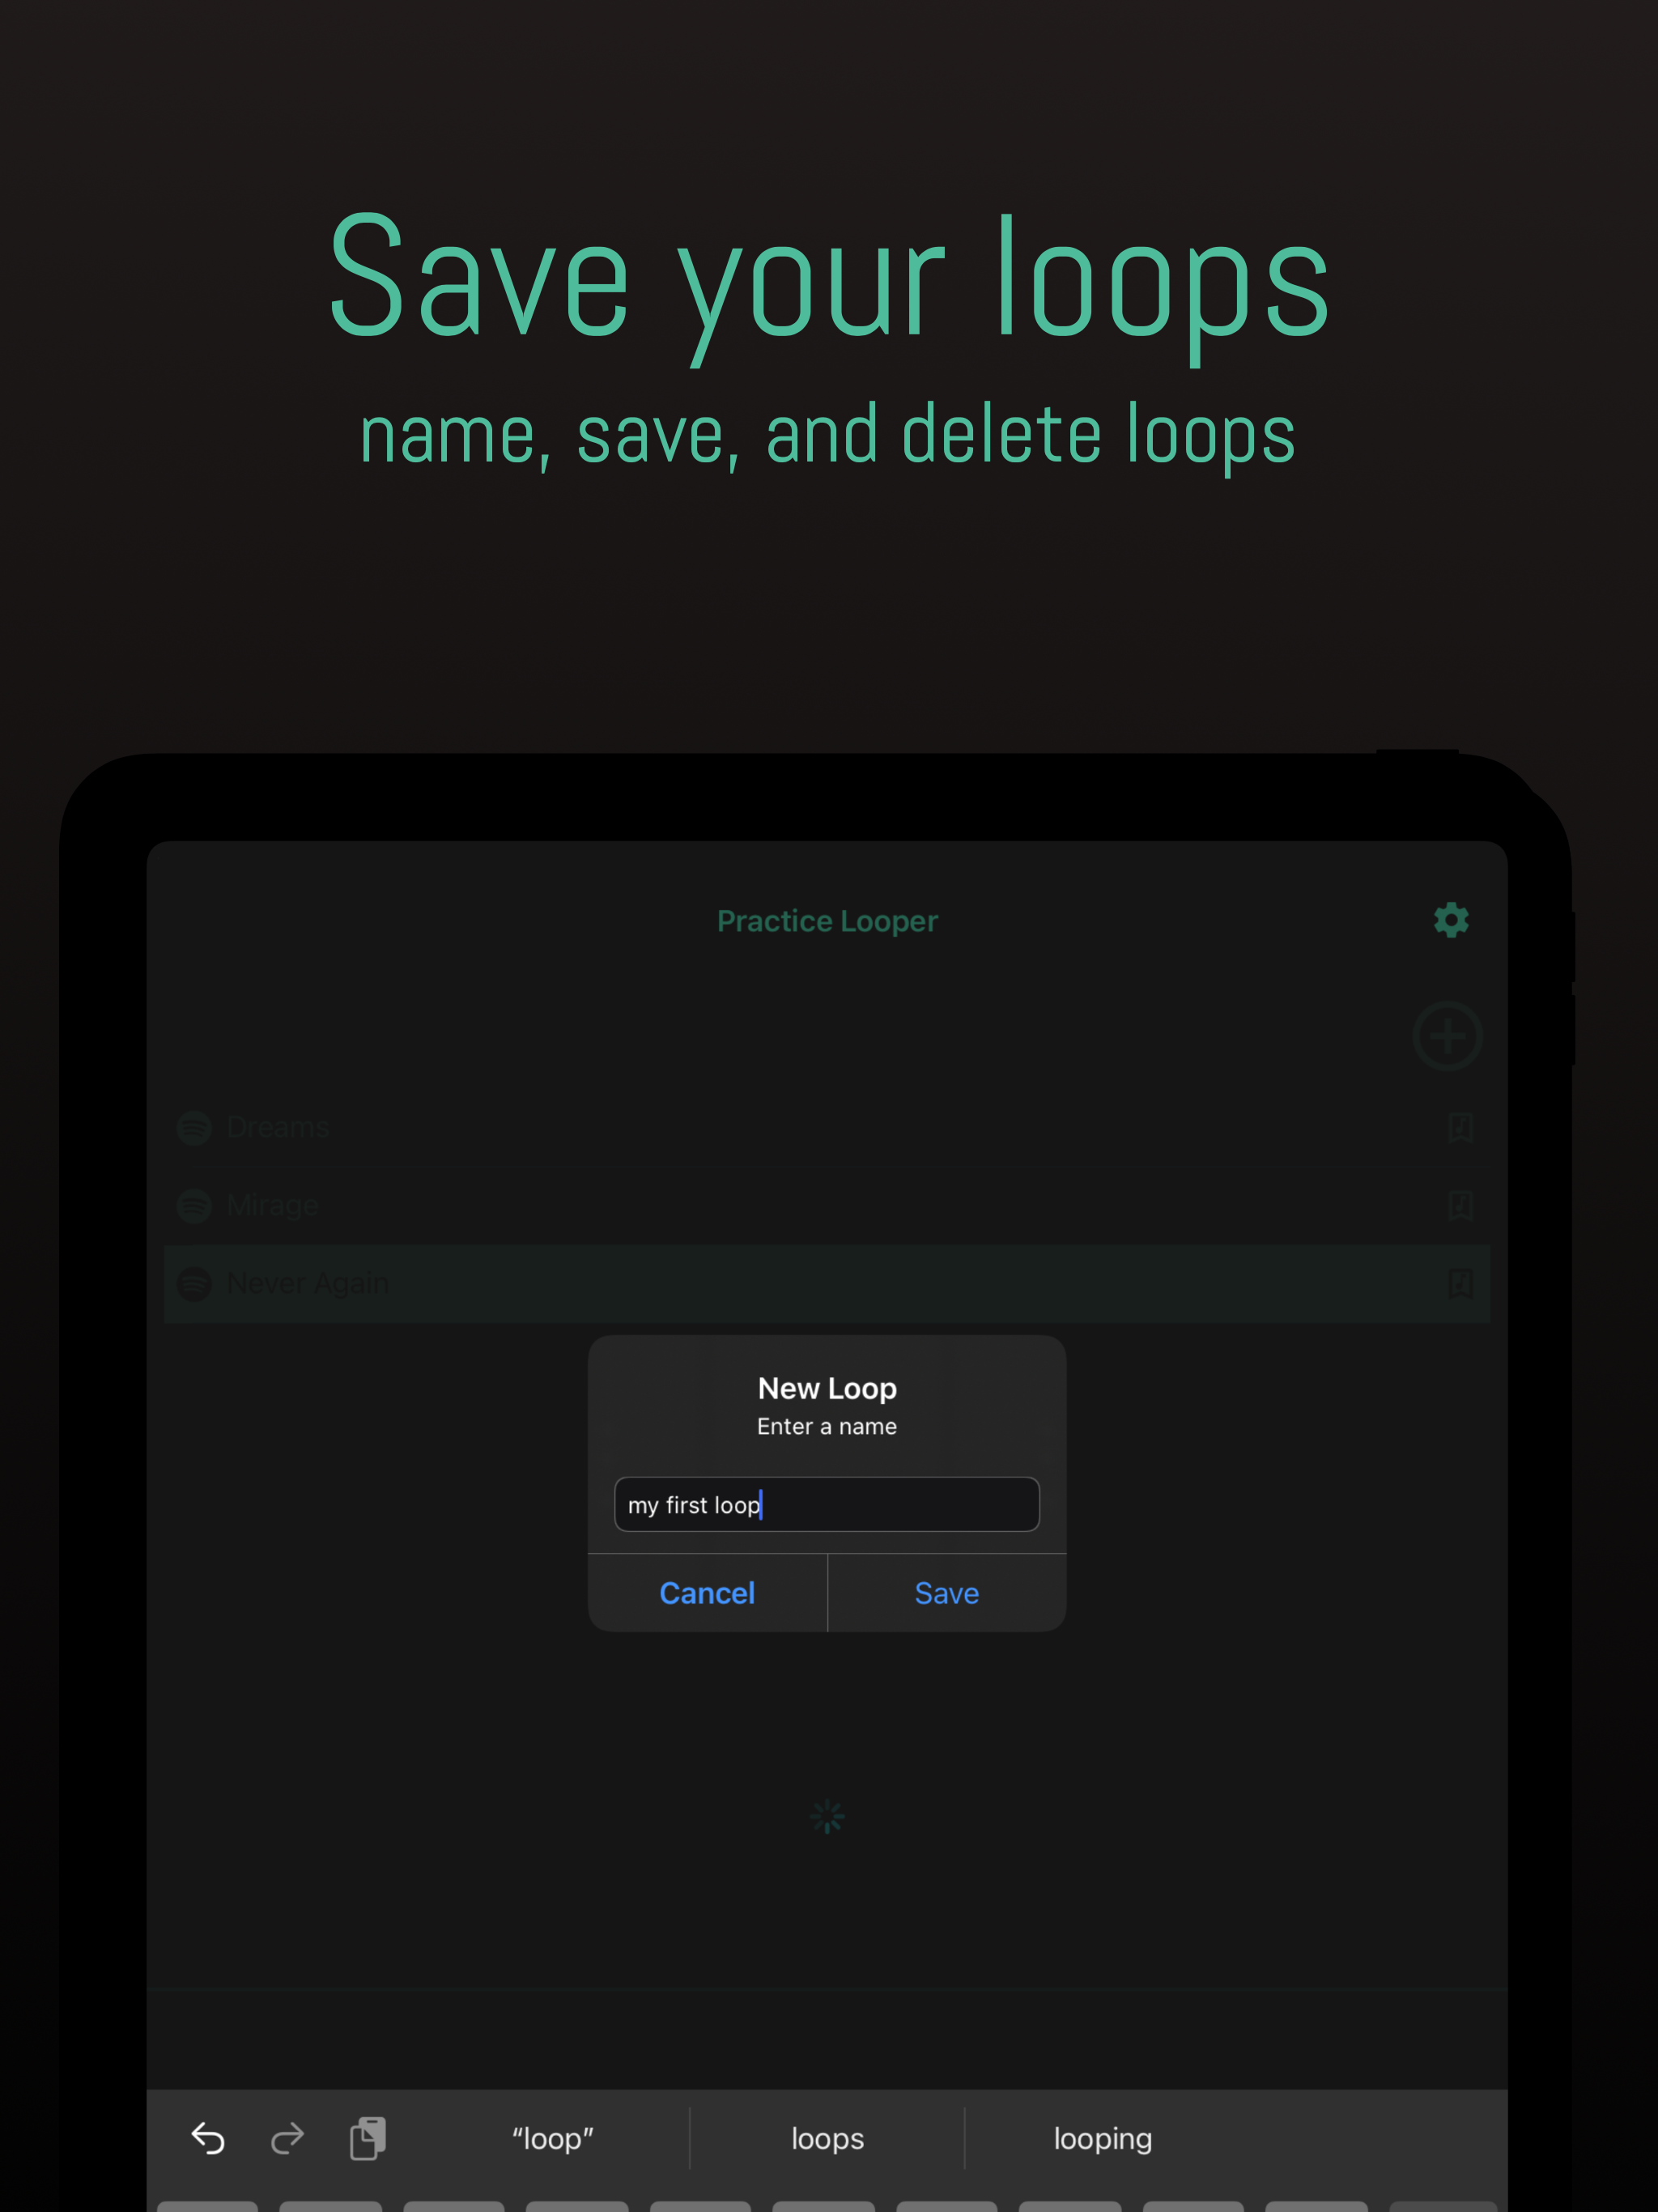 Save your loops
name, save, and delete loops
Practice Looper
Dreams
Mirage
Never Again
New Loop
Enter a name
my first loop
Cancel
Save
“loop”
loops
looping